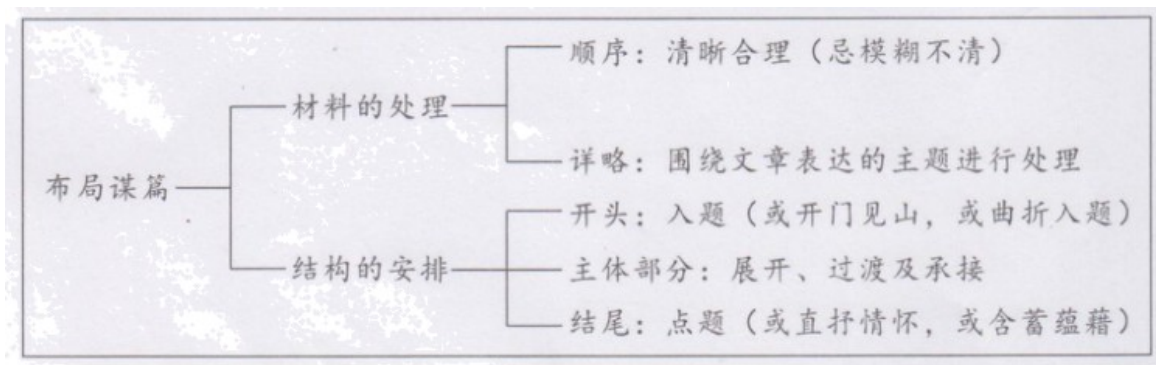 顺序：清晰合理（忌模糊不清）
材料的处理
详略：围绕文章表达的主题进行处理
布局谋篇
开头：入题（或开门见山，或曲折入题）
结构的安排
主体部分：展开、过渡及承接
结尾：点题（或直抒情怀，或含蓄蕴藉）